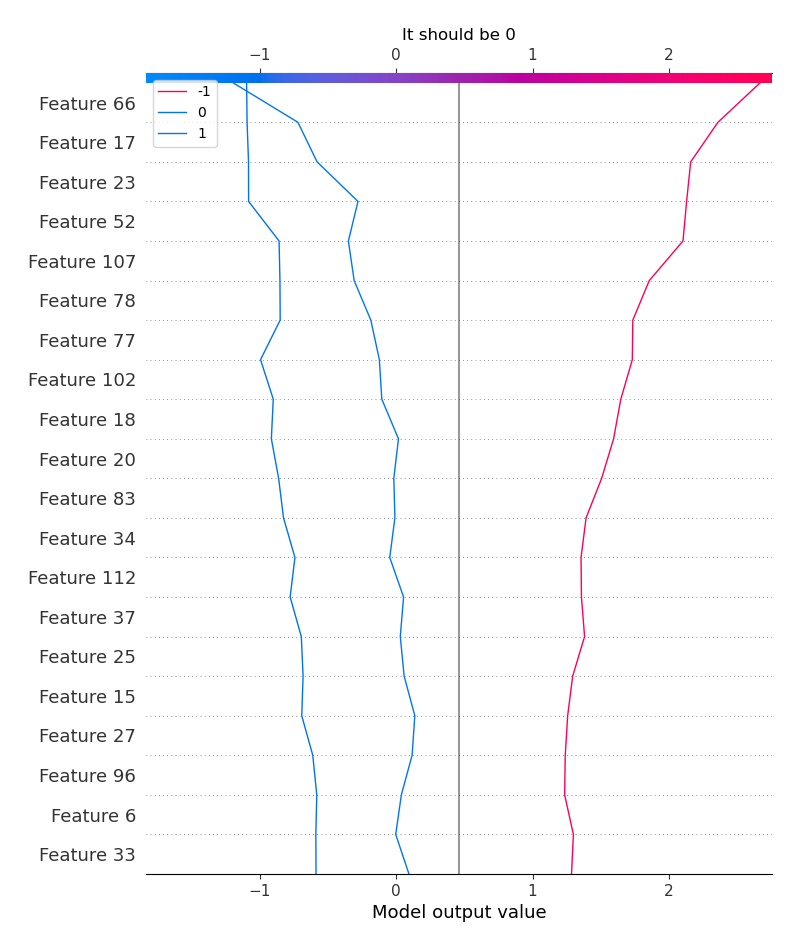 It should be 0
−1 0 1 2
-1
0
1
Feature 66
Feature 17
Feature 23
Feature 52
Feature 107
Feature 78
Feature 77
Feature 102
Feature 18
Feature 20
Feature 83
Feature 34
Feature 112
Feature 37
Feature 25
Feature 15
Feature 27
Feature 96
Feature 6
Feature 33
−1 0 1 2
Model output value